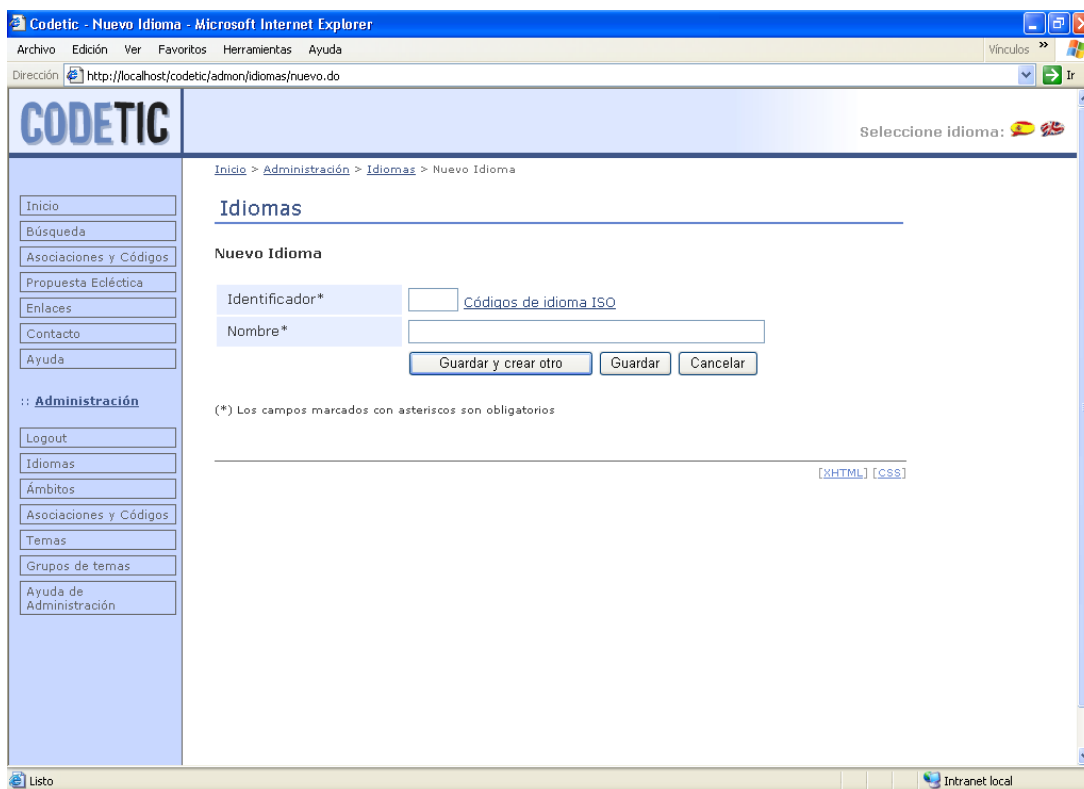 Codetic - Nuevo Idioma - Microsoft Internet Explorer
Archivo Edición Ver Favoritos Herramientas Ayuda Vínculos »
Dirección http://localhost/codetic/admon/idiomas/nuevo.do Ir
CODETIC
Seleccione idioma:
Inicio > Administración > Idiomas > Nuevo Idioma
Inicio
Búsqueda
Asociaciones y Códigos
Propuesta Ecléctica
Enlaces
Contacto
Ayuda
:: Administración
Logout
Idiomas
Ámbitos
Asociaciones y Códigos
Temas
Grupos de temas
Ayuda de
Administración
Idiomas
Nuevo Idioma
Identificador* Códigos de idioma ISO
Nombre*
Guardar y crear otro Guardar Cancelar
(*) Los campos marcados con asteriscos son obligatorios
[XHTML] [CSS]
Listo Intranet local